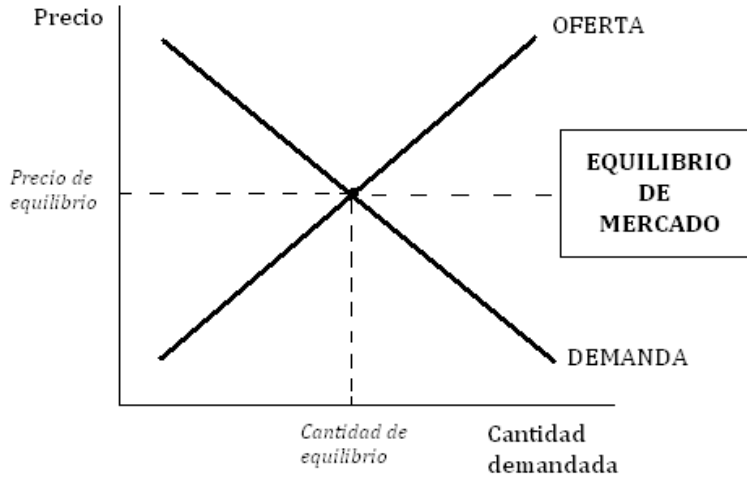 Precio
OFERTA
Precio de
equilibrio
EQUILIBRIO
DE
MERCADO
DEMANDA
Cantidad de
equilibrio
Cantidad
demandada